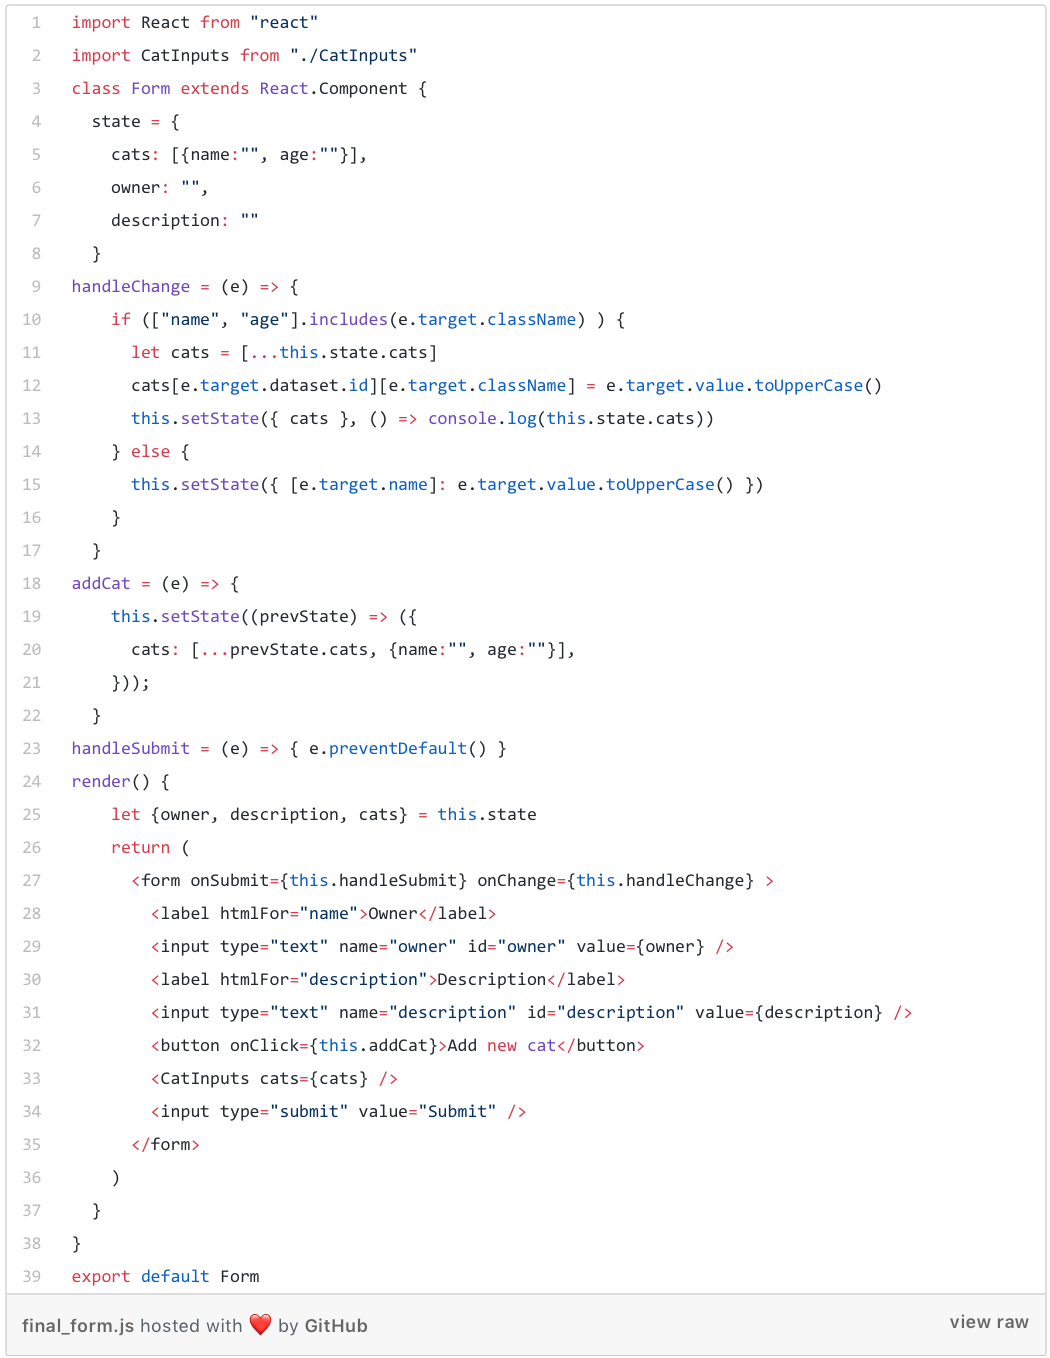 1 import React from "react"
2 import CatInputs from "./CatInputs"
3 class Form extends React.Component {
4   state = {
5     cats: [{name:"", age:""}],
6     owner: "",
7     description: ""
8   }
9 handleChange = (e) => {
10     if (["name", "age"].includes(e.target.className) ) {
11       let cats = [...this.state.cats]
12       cats[e.target.dataset.id][e.target.className] = e.target.value.toUpperCase()
13       this.setState({ cats }, () => console.log(this.state.cats))
14     } else {
15       this.setState({ [e.target.name]: e.target.value.toUpperCase() })
16     }
17   }
18 addCat = (e) => {
19     this.setState((prevState) => ({
20       cats: [...prevState.cats, {name:"", age:""}],
21     }));
22   }
23 handleSubmit = (e) => { e.preventDefault() }
24 render() {
25     let {owner, description, cats} = this.state
26     return (
27       <form onSubmit={this.handleSubmit} onChange={this.handleChange} >
28         <label htmlFor="name">Owner</label>
29         <input type="text" name="owner" id="owner" value={owner} />
30         <label htmlFor="description">Description</label>
31         <input type="text" name="description" id="description" value={description} />
32         <button onClick={this.addCat}>Add new cat</button>
33         <CatInputs cats={cats} />
34         <input type="submit" value="Submit" />
35       </form>
36     )
37   }
38 }
39 export default Form
final_form.js hosted with ❤ by GitHub view raw